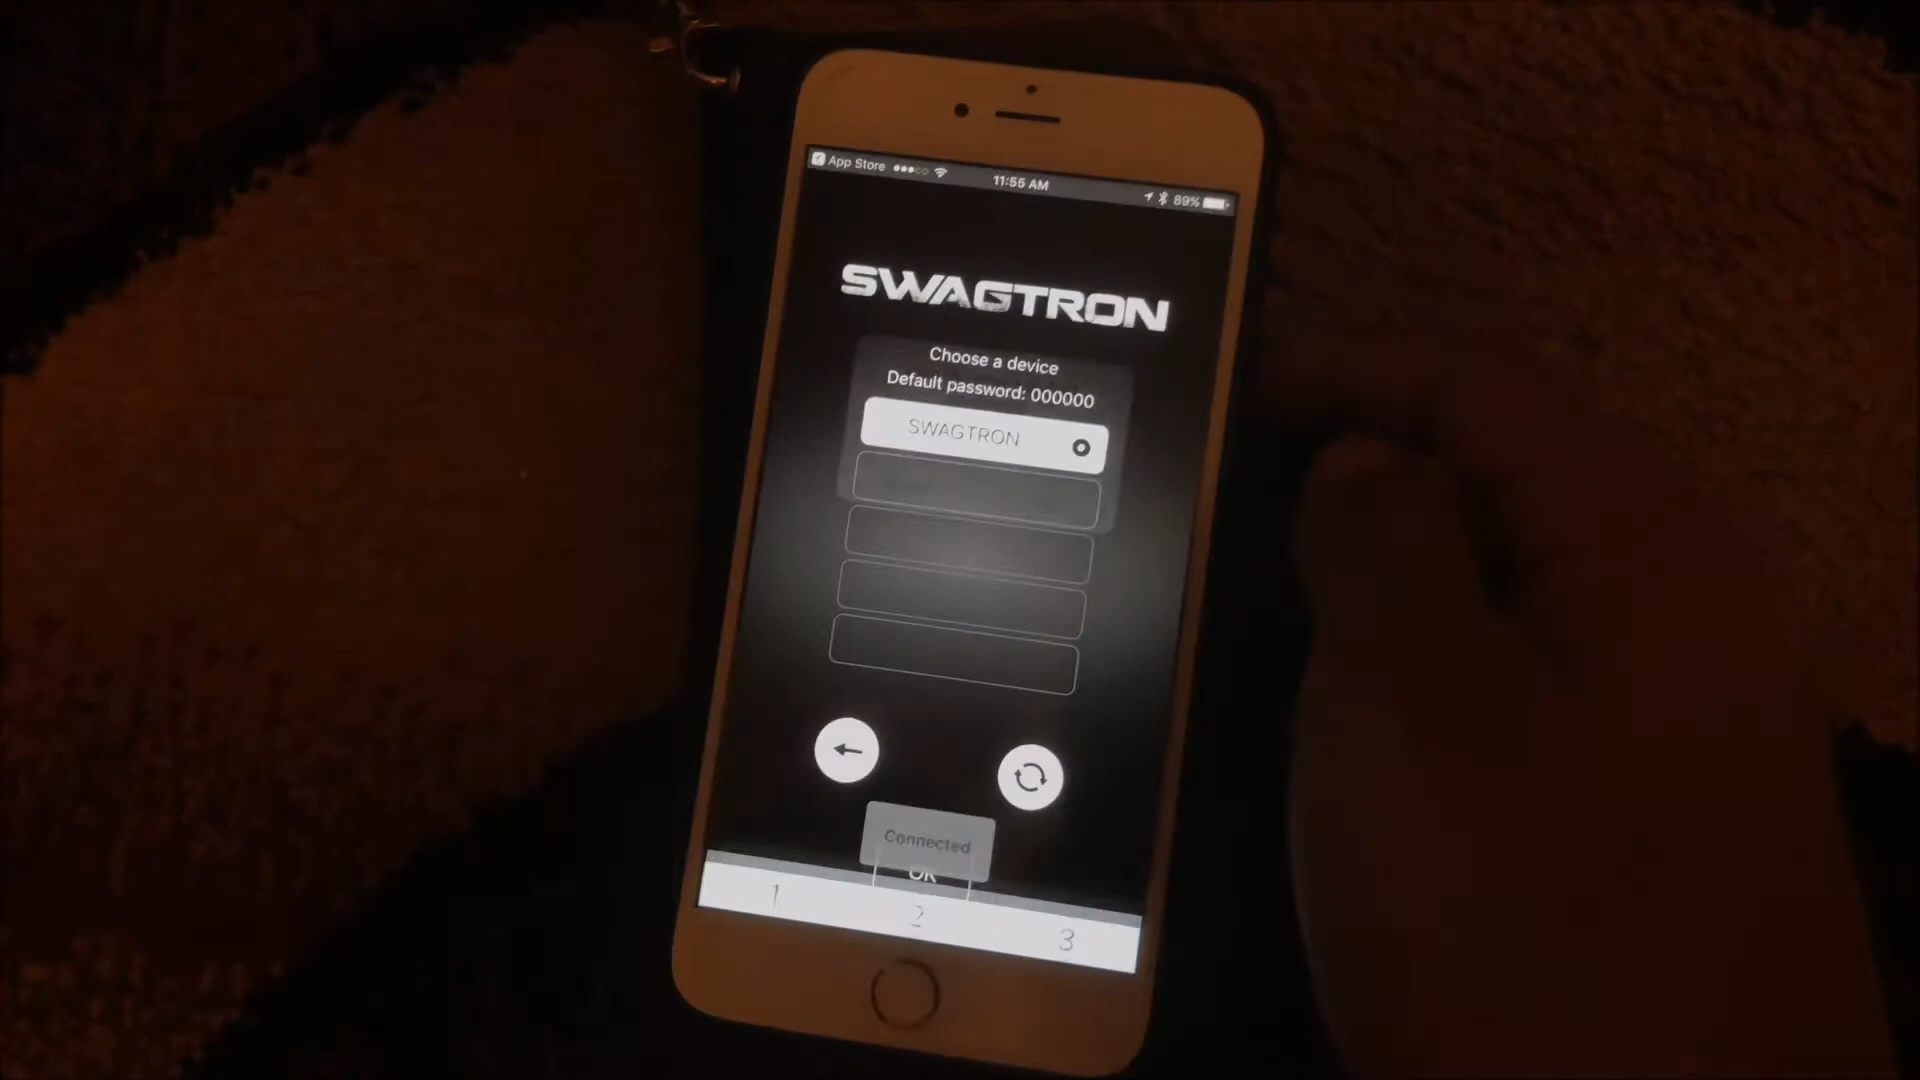 App Store
11:55 AM
89%
SWAGTRON
Choose a device
Default password: 000000
SWAGTRON
Connected
OK
1
2
3